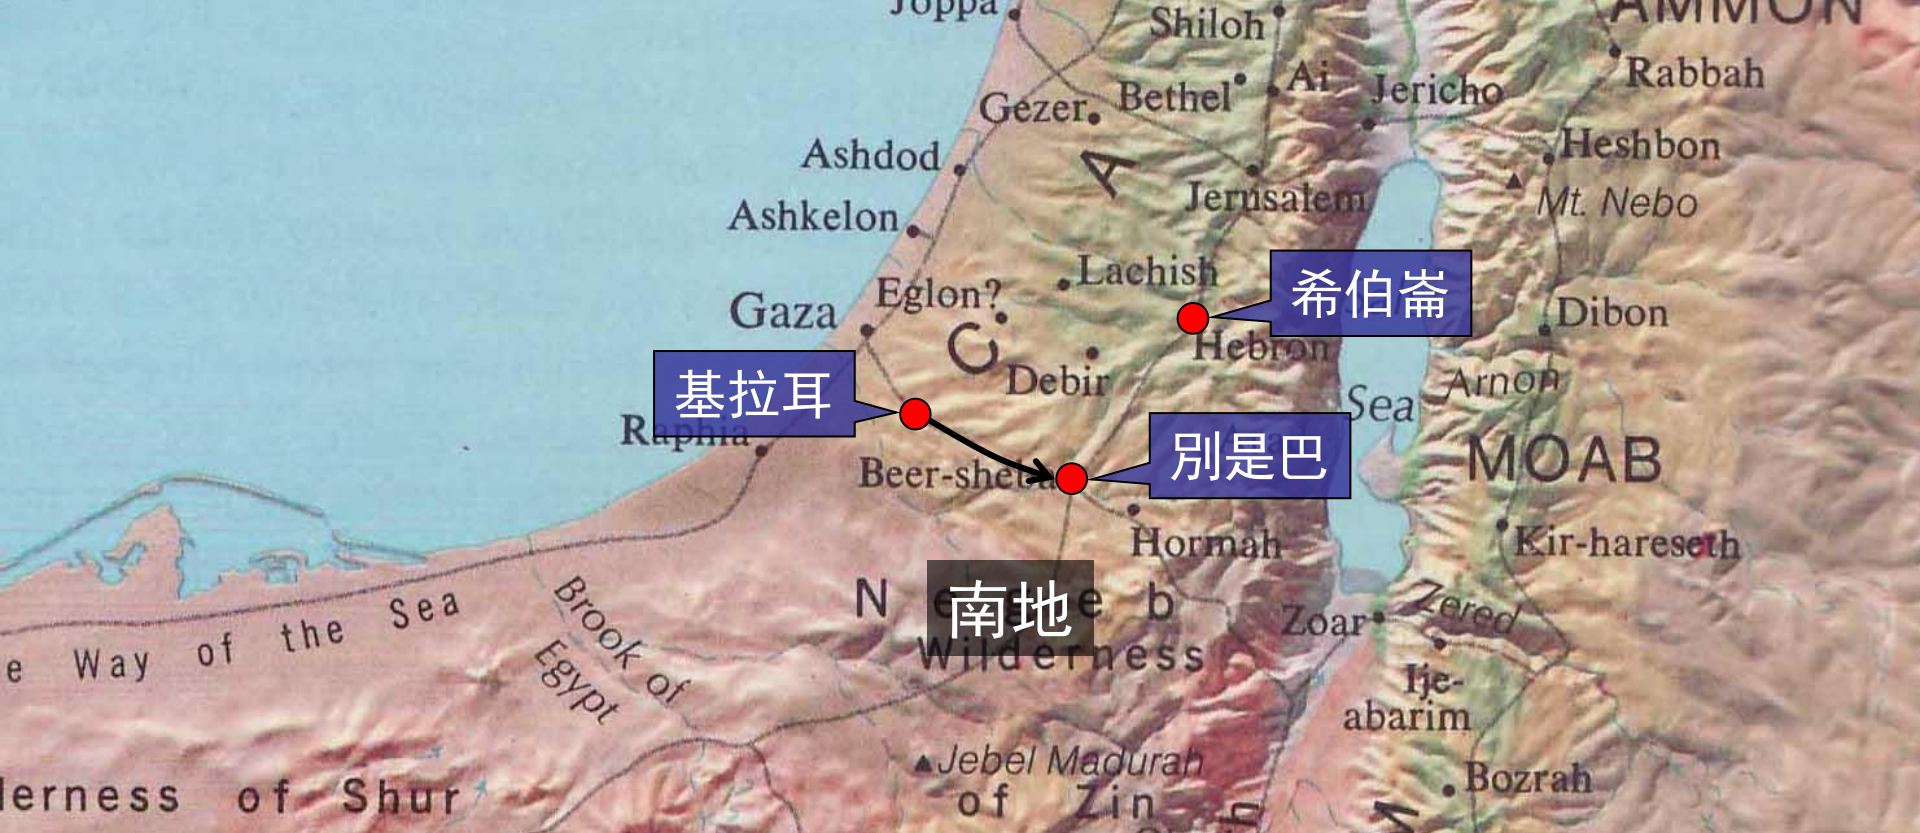 Joppa
Shiloh
AMMON
Bethel
Ai
Jericho
Rabbah
Gezer
Ashdod
A
Heshbon
Jerusalem
Mt. Nebo
Ashkelon
Lachish
希伯崙
Eglon?
Gaza
Dibon
C
Hebron
基拉耳
Debir
Arnon
Sea
Raphia
別是巴
MOAB
Beer-sheba
Hormah
Kir-hareseth
N e e b
南地
Wilderness
Zoar
Zered
Brook of
Egypt
e Way of the Sea
Ije-
abarim
Jebel Madurah
of Zin
Bozrah
lerness of Shur